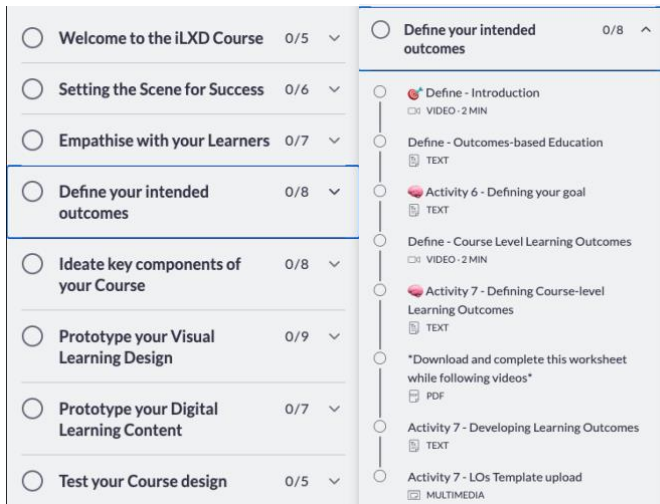 Welcome to the iLXD Course 0/5
Setting the Scene for Success 0/6
Empathise with your Learners 0/7
Define your intended 0/8
outcomes
Ideate key components of 0/8
your Course
Prototype your Visual 0/9
Learning Design
Prototype your Digital 0/7
Learning Content
Test your Course design 0/5
Define your intended 0/8
outcomes
Define - Introduction
VIDEO · 2 MIN
Define - Outcomes-based Education
TEXT
Activity 6 - Defining your goal
TEXT
Define - Course Level Learning Outcomes
VIDEO · 2 MIN
Activity 7 - Defining Course-level
Learning Outcomes
TEXT
*Download and complete this worksheet
while following videos*
PDF
Activity 7 - Developing Learning Outcomes
TEXT
Activity 7 - LOs Template upload
MULTIMEDIA